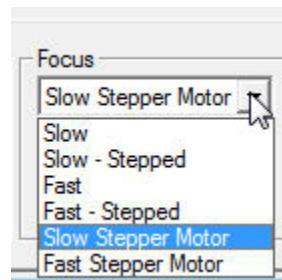 Focus
Slow Stepper Motor
Slow
Slow - Stepped
Fast
Fast - Stepped
Slow Stepper Motor
Fast Stepper Motor